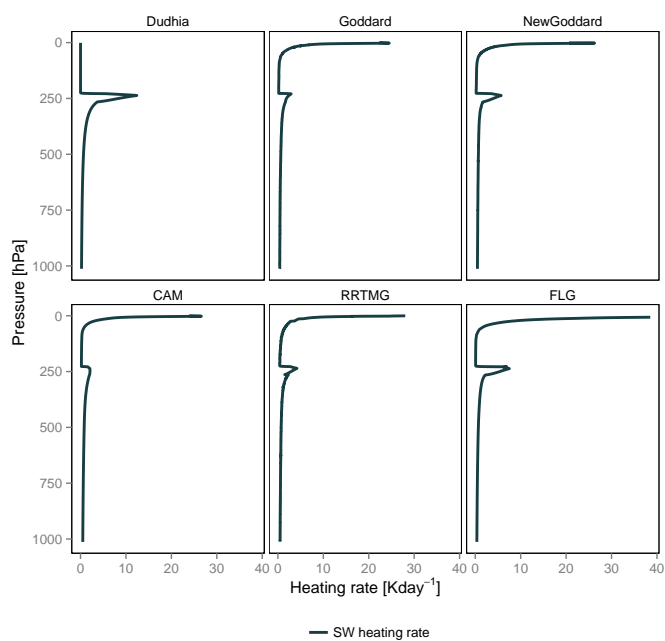 Dudhia Goddard NewGoddard
0
250
500
750
1000
CAM RRTMG FLG
0
250
500
750
1000
Pressure [hPa]
0 10 20 30 40 0 10 20 30 40 0 10 20 30 40
Heating rate [Kday⁻¹]
SW heating rate